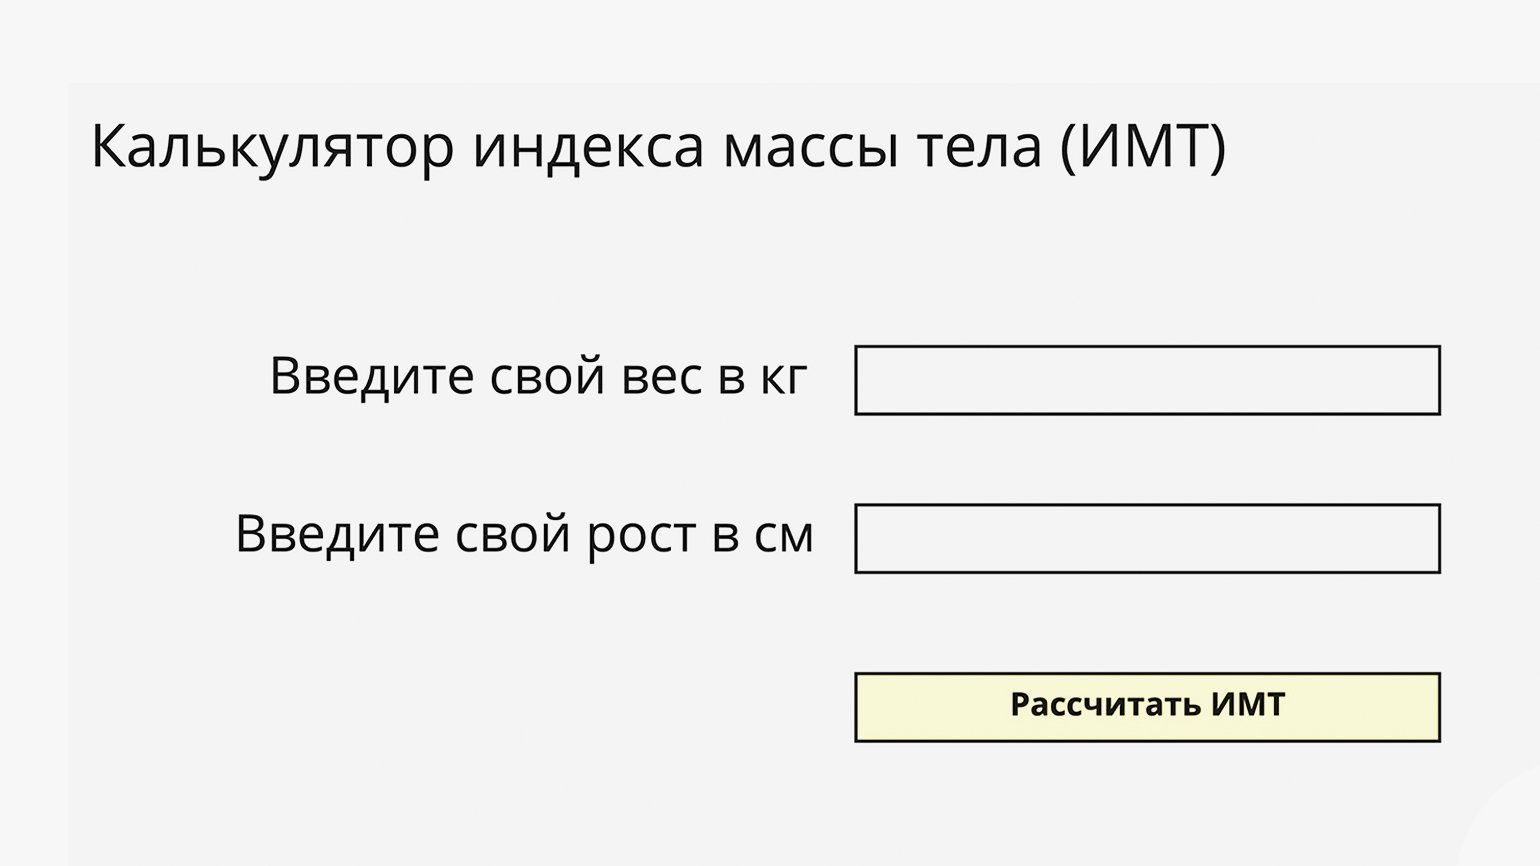 Калькулятор индекса массы тела (ИМТ)
Введите свой вес в кг
Введите свой рост в см
Рассчитать ИМТ